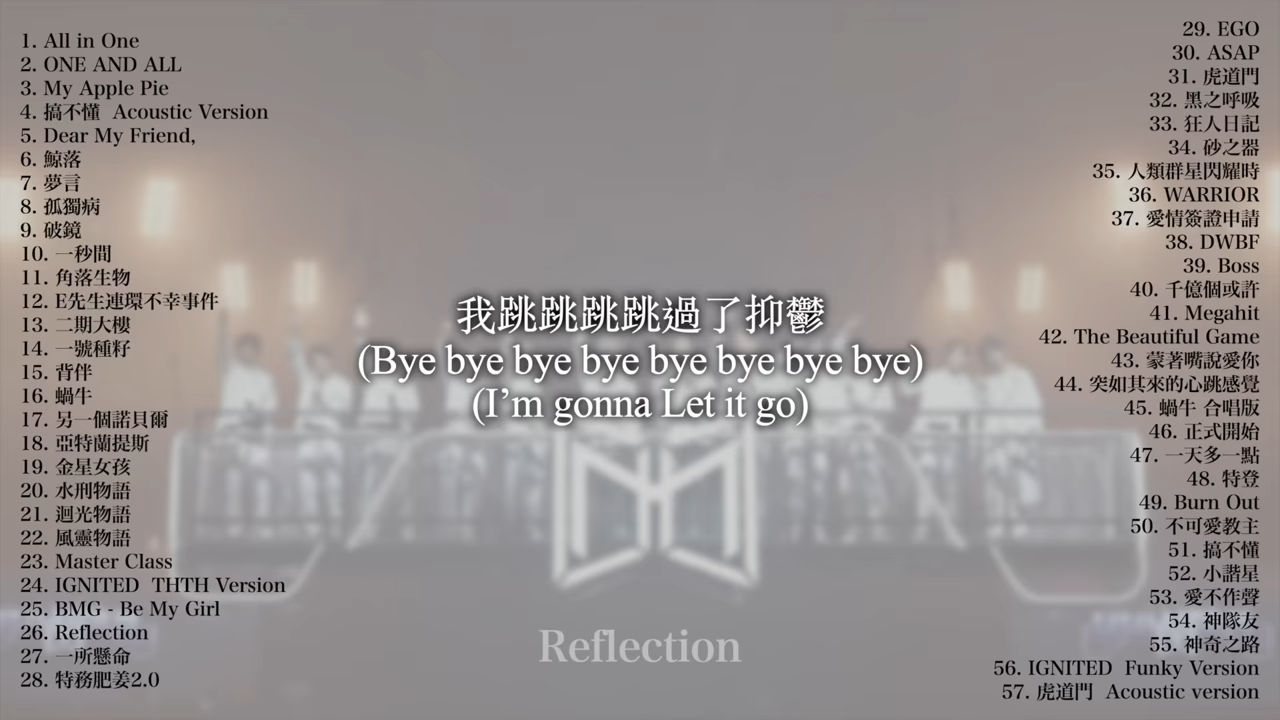 1. All in One
2. ONE AND ALL
3. My Apple Pie
4. 搞不懂  Acoustic Version
5. Dear My Friend,
6. 鯨落
7. 夢言
8. 孤獨病
9. 破鏡
10. 一秒間
11. 角落生物
12. E先生連環不幸事件
13. 二期大樓
14. 一號種籽
15. 背伴
16. 蝸牛
17. 另一個諾貝爾
18. 亞特蘭提斯
19. 金星女孩
20. 水刑物語
21. 迴光物語
22. 風靈物語
23. Master Class
24. IGNITED  THTH Version
25. BMG - Be My Girl
26. Reflection
27. 一所懸命
28. 特務肥姜2.0
我跳跳跳跳過了抑鬱
(Bye bye bye bye bye bye bye bye)
(I’m gonna Let it go)
Reflection
29. EGO
30. ASAP
31. 虎道門
32. 黑之呼吸
33. 狂人日記
34. 砂之器
35. 人類群星閃耀時
36. WARRIOR
37. 愛情簽證申請
38. DWBF
39. Boss
40. 千億個或許
41. Megahit
42. The Beautiful Game
43. 蒙著嘴說愛你
44. 突如其來的心跳感覺
45. 蝸牛 合唱版
46. 正式開始
47. 一天多一點
48. 特登
49. Burn Out
50. 不可愛教主
51. 搞不懂
52. 小諧星
53. 愛不作聲
54. 神隊友
55. 神奇之路
56. IGNITED  Funky Version
57. 虎道門  Acoustic version